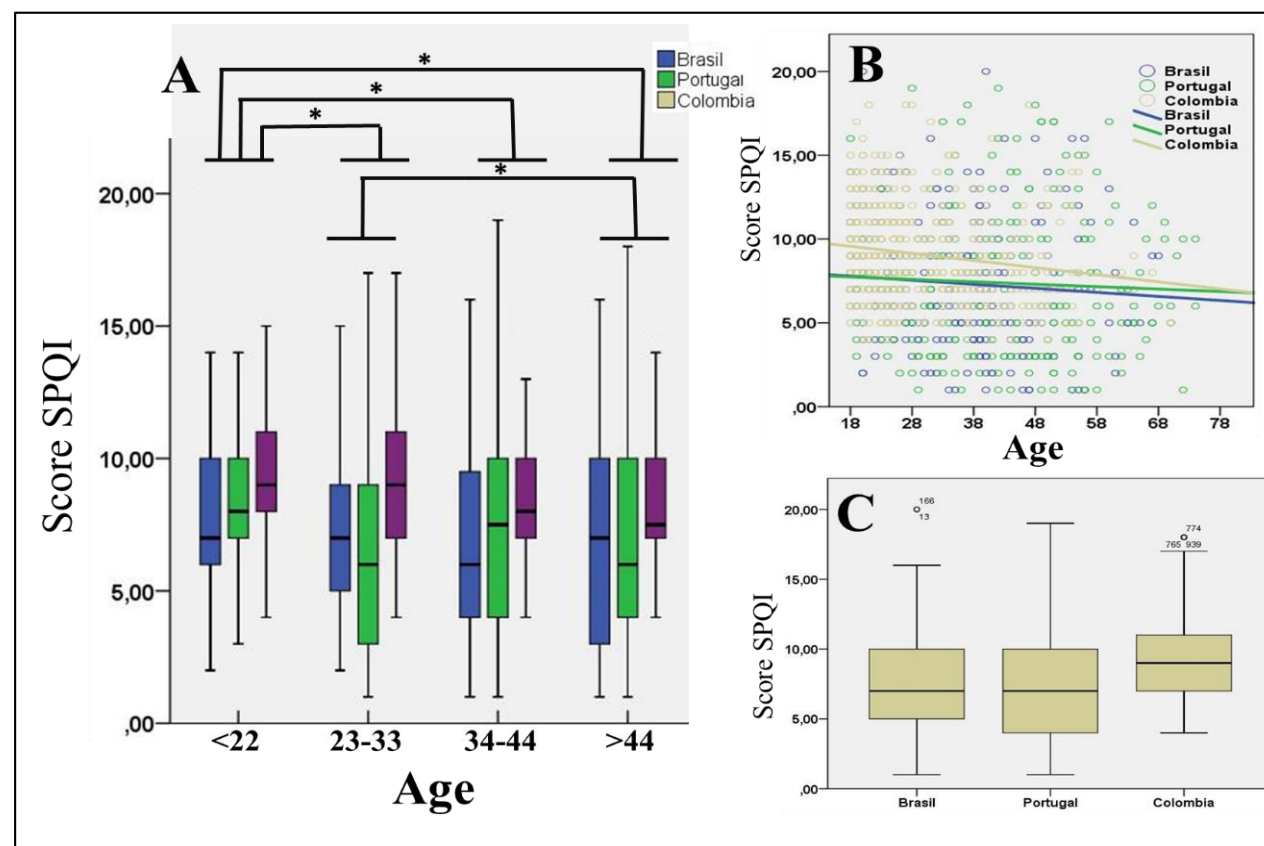 A
Brasil
Portugal
Colombia
*
*
*
*
20,00
15,00
10,00
5,00
,00
Score SPQI
<22 23-33 34-44 >44
Age
B
Brasil
Portugal
Colombia
Brasil
Portugal
Colombia
20,00
15,00
10,00
5,00
,00
Score SPQI
18 28 38 48 58 68 78
Age
C
166
13
774
765 939
20,00
15,00
10,00
5,00
,00
Score SPQI
Brasil Portugal Colombia